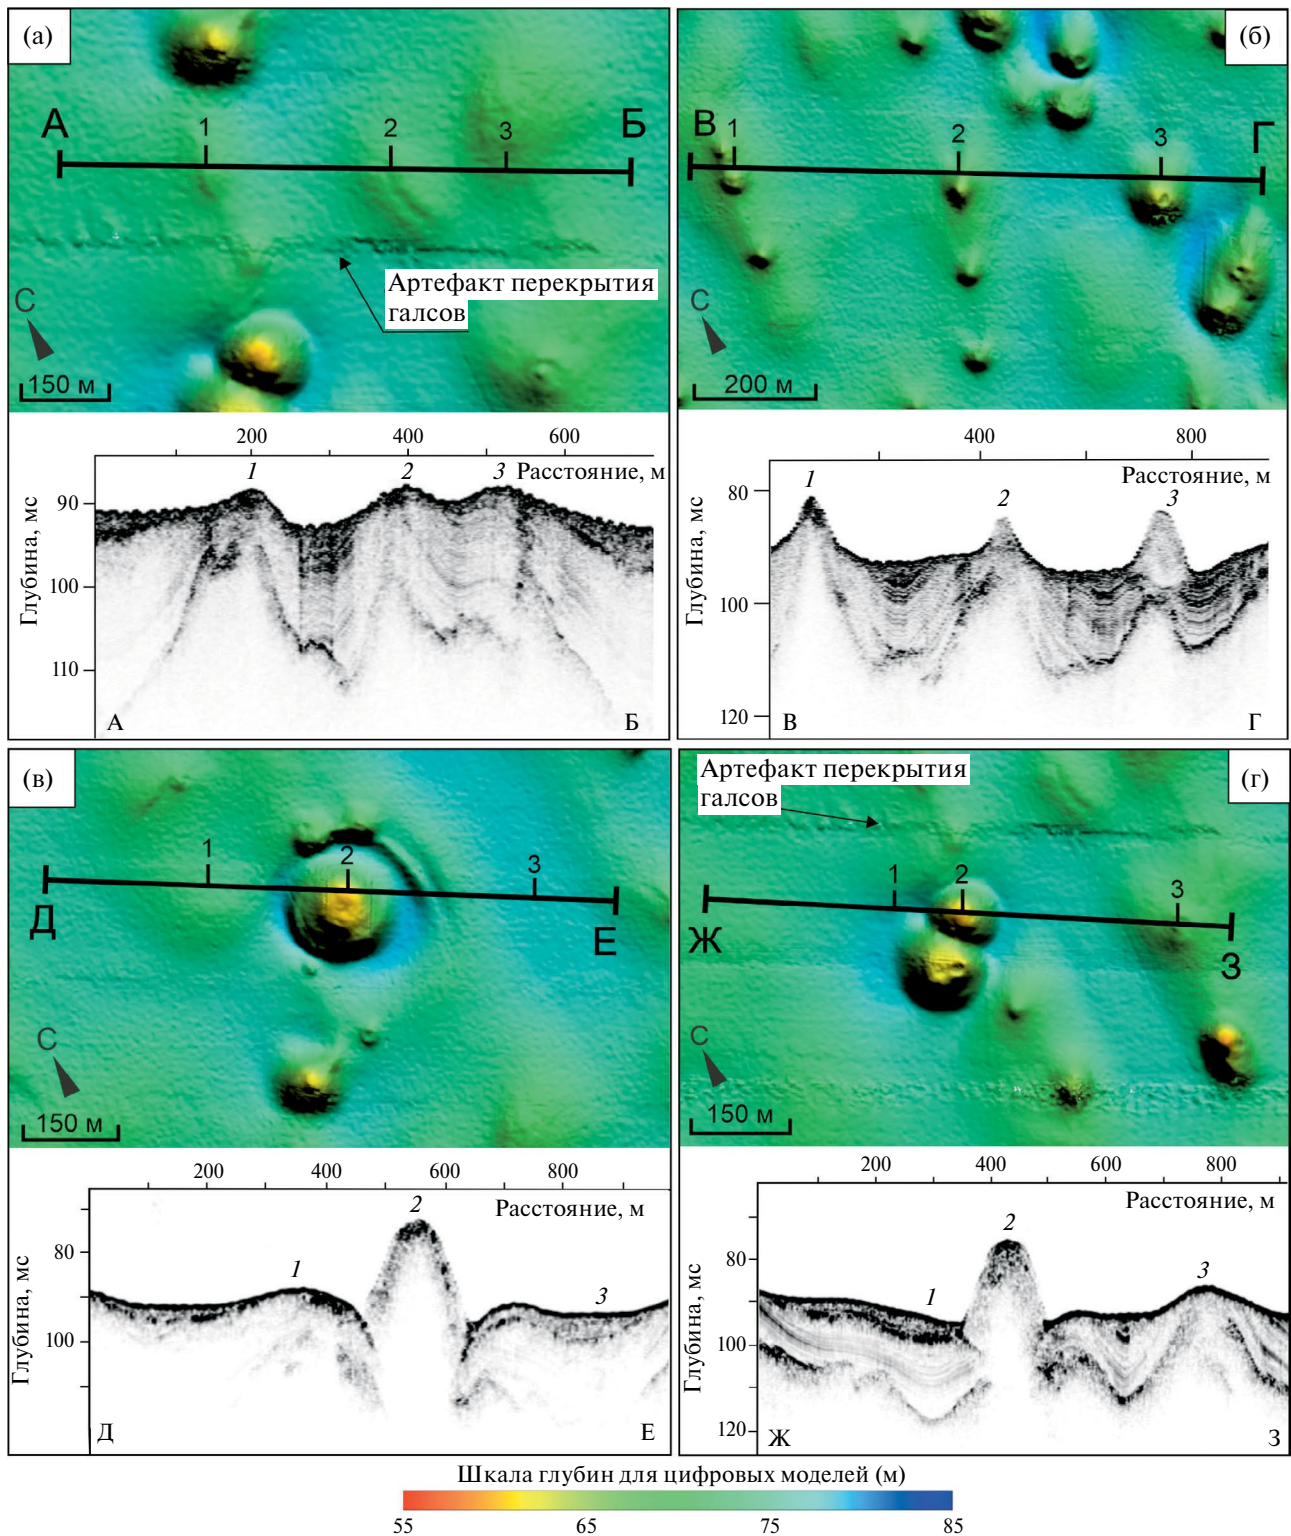 (а)
А
1
2
3
Б
Артефакт перекрытия
галсов
С
150 м
200 400 600
1 2 3 Расстояние, м
90
100
110
Глубина, мс
А Б
(б)
В
1
2
3
Г
С
200 м
400 800
Расстояние, м
1 2 3
80
100
120
Глубина, мс
В Г
(в)
1
2
3
Д
Е
С
150 м
200 400 600 800
2 Расстояние, м
1 3
80
100
Глубина, мс
Д Е
Артефакт перекрытия
галсов
(г)
1
2
3
Ж
З
С
150 м
200 400 600 800
Расстояние, м
2
1 3
80
100
120
Глубина, мс
Ж З
Шкала глубин для цифровых моделей (м)
55 65 75 85